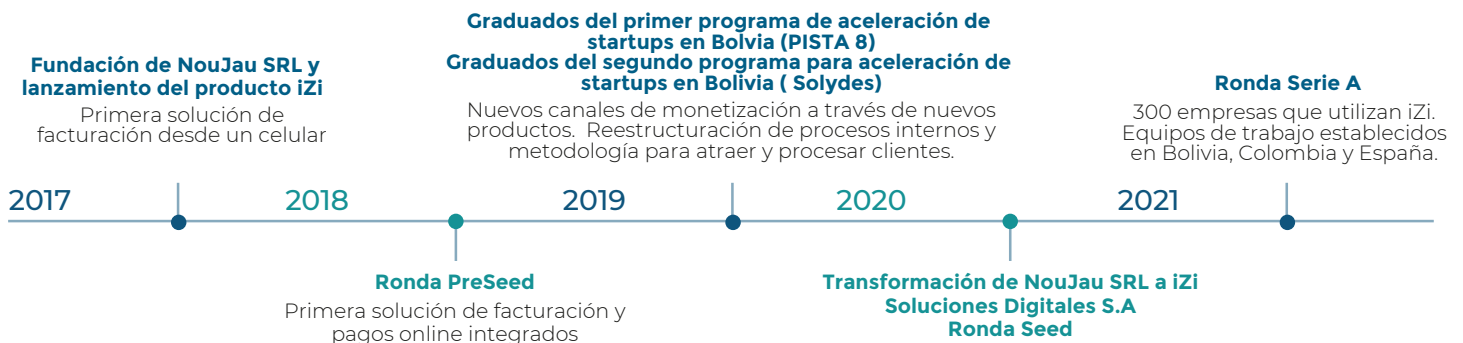 Graduados del primer programa de aceleración de
startups en Bolvia (PISTA 8)
Graduados del segundo programa para aceleración de
startups en Bolivia ( Solydes)
Nuevos canales de monetización a través de nuevos
productos. Reestructuración de procesos internos y
metodología para atraer y procesar clientes.
Fundación de NouJau SRL y
lanzamiento del producto iZi
Primera solución de
facturación desde un celular
Ronda Serie A
300 empresas que utilizan iZi.
Equipos de trabajo establecidos
en Bolivia, Colombia y España.
2017
2018
2019
2020
2021
Ronda PreSeed
Primera solución de facturación y
pagos online integrados
Transformación de NouJau SRL a iZi
Soluciones Digitales S.A
Ronda Seed